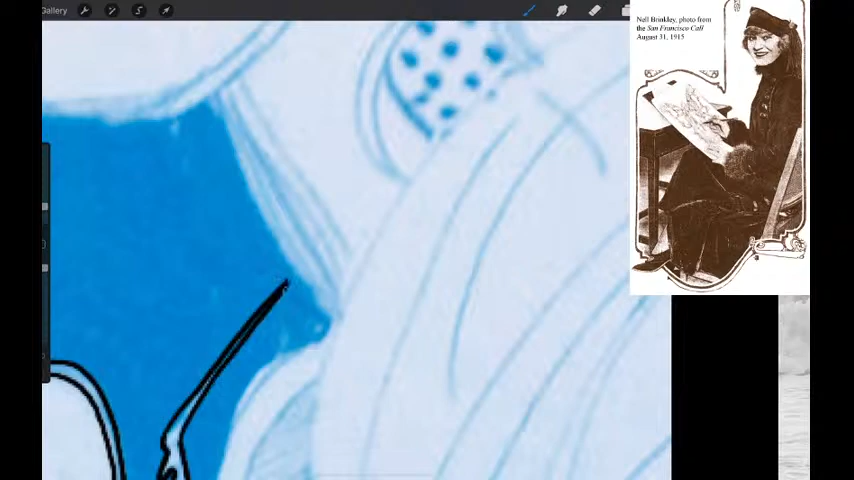 Gallery
Nell Brinkley, photo from
the San Francisco Call
August 31, 1915